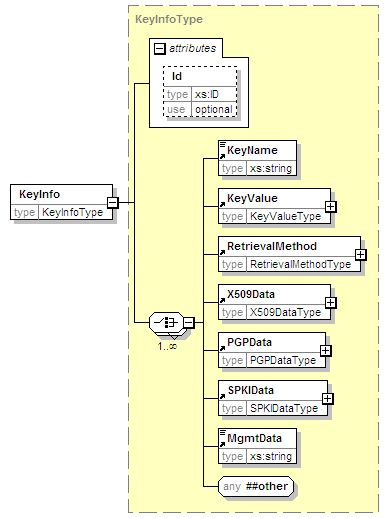 KeyInfoType
attributes
Id
type xs:ID
use optional
KeyInfo
type KeyInfoType
1..∞
KeyName
type xs:string
KeyValue
type KeyValueType
RetrievalMethod
type RetrievalMethodType
X509Data
type X509DataType
PGPData
type PGPDataType
SPKIData
type SPKIDataType
MgmtData
type xs:string
any ##other